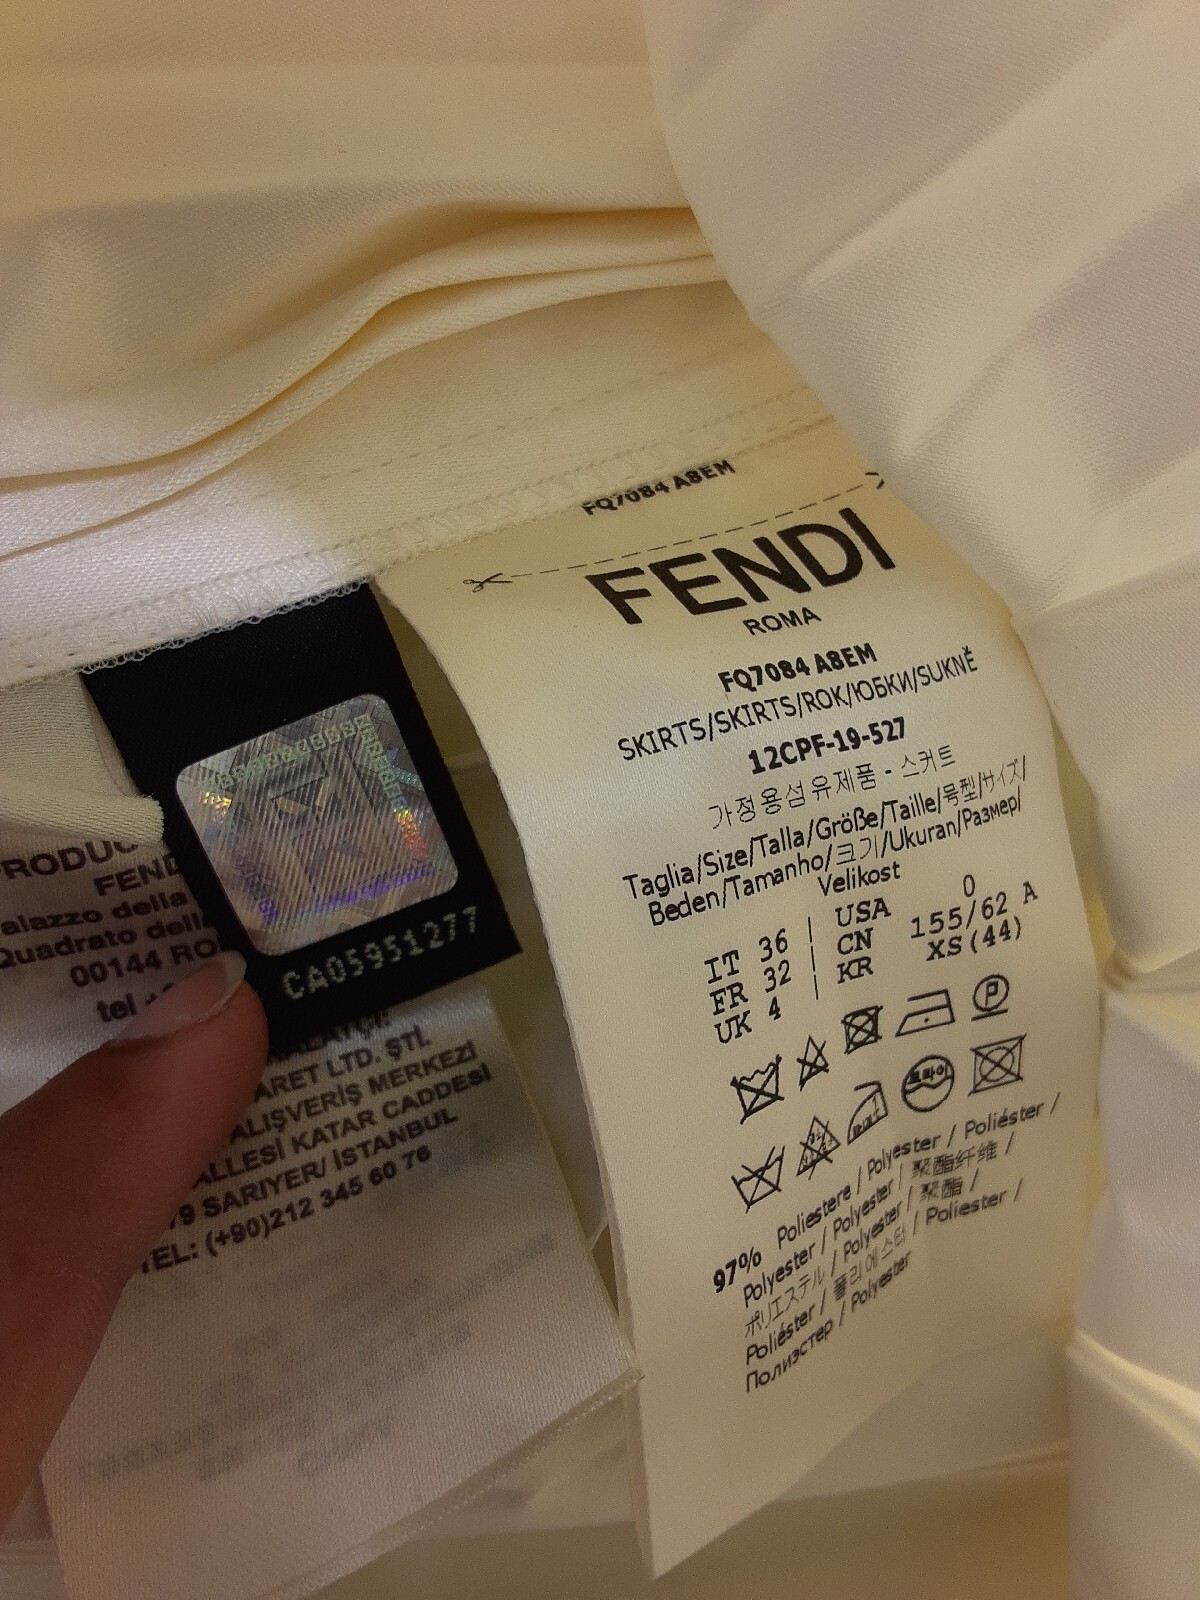 FQ7084 A8EM
FENDI
ROMA
FQ7084 A8EM
SKIRTS/SKIRTS/ROK/ЮБКИ/SUKNĚ
12CPF-19-527
가정용섬유제품 - 스커트
Taglia/Size/Talla/Größe/Taille/号型/サイズ/
Beden/Tamanho/크기/Ukuran/Размер/
Velikost
IT 36 | USA 0
FR 32 | CN 155/62 A
UK 4 | KR XS(44)
P
드라이
97% Poliestere / Polyester / Poliéster /
Polyester / Polyester / 聚酯纤维 /
ポリエステル / Polyester / 聚酯 /
Poliéster / 폴리에스터 / Poliester /
Полиэстер / Polyester
CA05951277
FEND
alazzo della
Quadrato dell
00144 RO
tel +
ARET LTD. ŞTİ.
ALIŞVERİŞ MERKEZİ
ALLESİ KATAR CADDESİ
19 SARIYER/ İSTANBUL
TEL: (+90)212 345 60 76